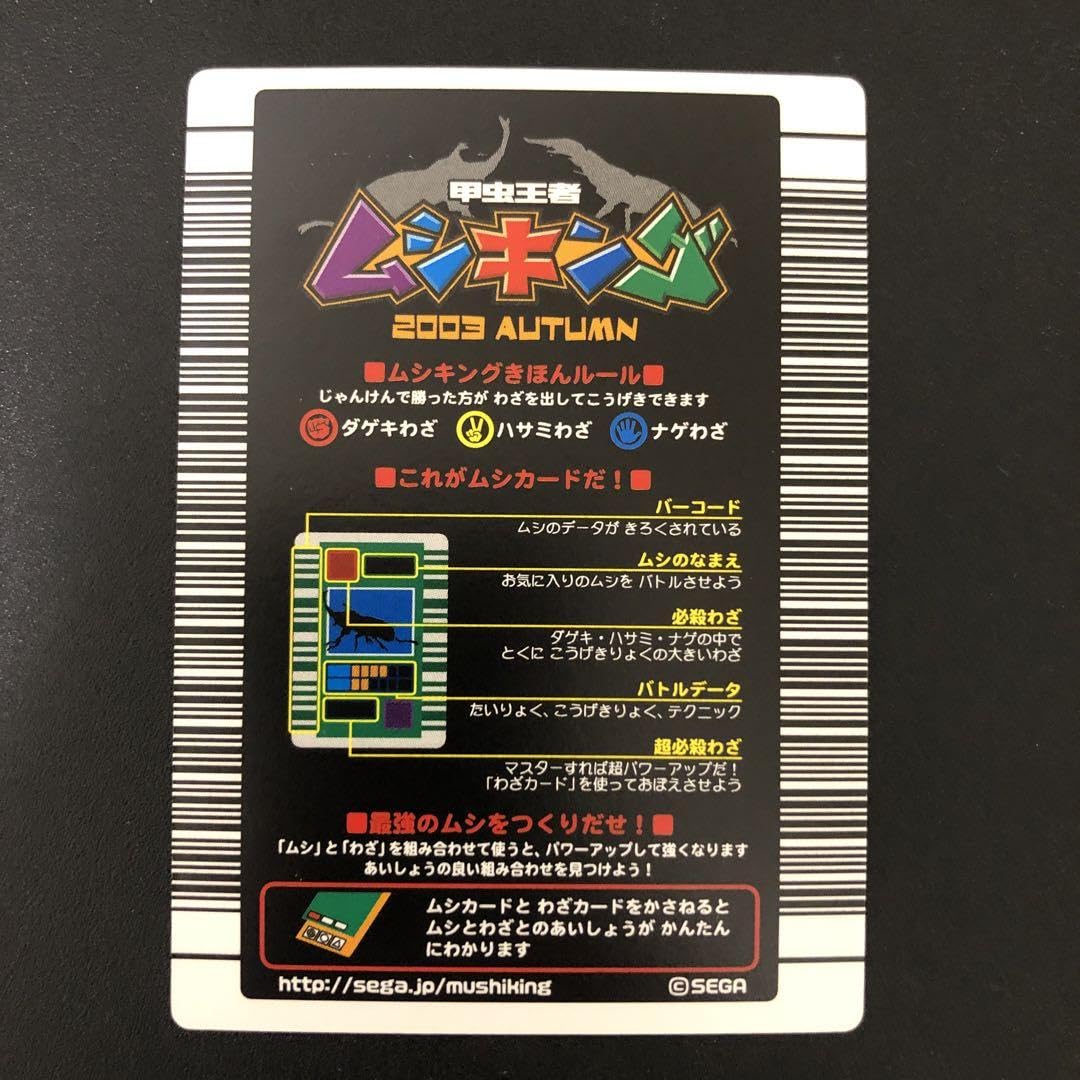 甲虫王者
ムシキング
2003 AUTUMN
■ムシキングきほんルール■
じゃんけんで勝った方が わざを出してこうげきできます
ダゲキわざ ハサミわざ ナゲわざ
■これがムシカードだ！■
バーコード
ムシのデータが きろくされている
ムシのなまえ
お気に入りのムシを バトルさせよう
必殺わざ
ダゲキ・ハサミ・ナゲの中で
とくに こうげきりょくの大きいわざ
バトルデータ
たいりょく、こうげきりょく、テクニック
超必殺わざ
マスターすれば超パワーアップだ！
「わざカード」を使っておぼえさせよう
■最強のムシをつくりだせ！■
「ムシ」と「わざ」を組み合わせて使うと、パワーアップして強くなります
あいしょうの良い組み合わせを見つけよう！
ムシカードと わざカードをかさねると
ムシとわざとのあいしょうが かんたん
にわかります
http://sega.jp/mushiking ©SEGA